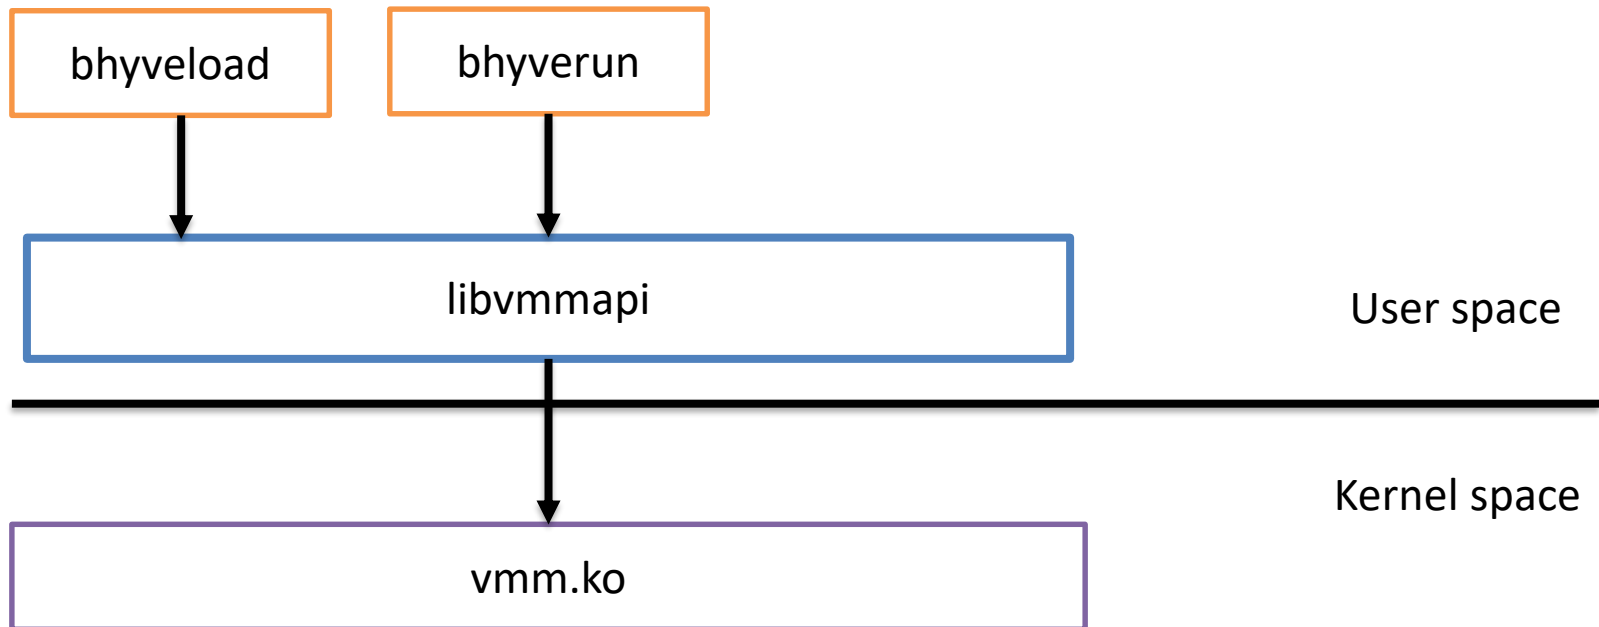 bhyveload
bhyverun
libvmmapi
User space
Kernel space
vmm.ko